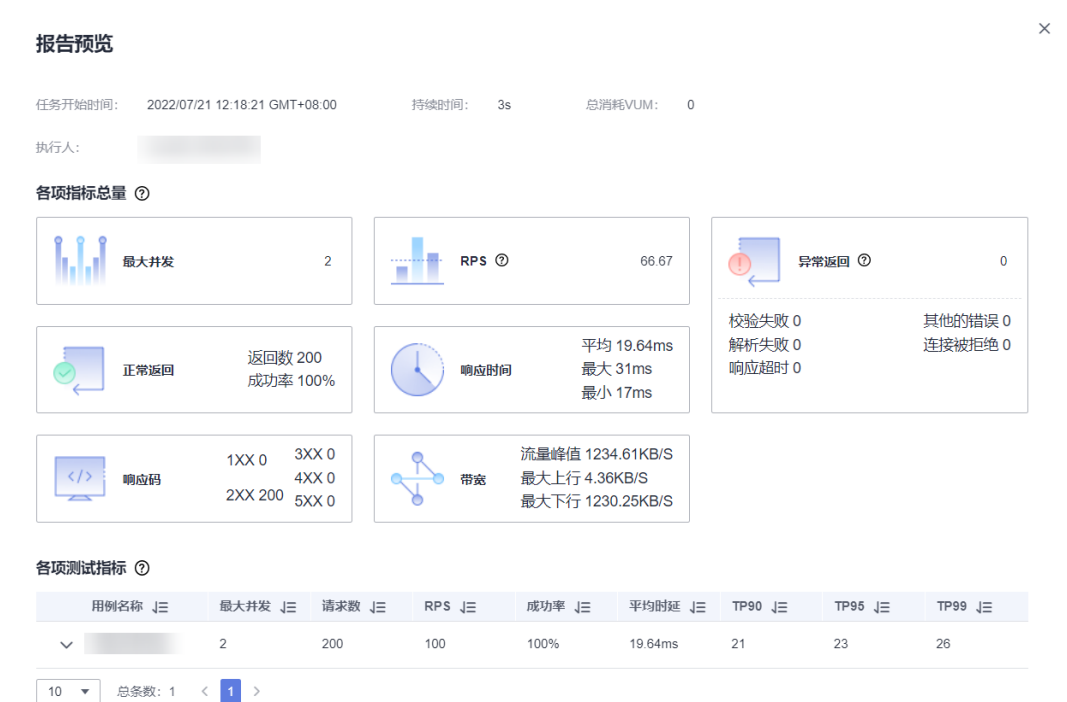 报告预览
任务开始时间： 2022/07/21 12:18:21 GMT+08:00 持续时间： 3s 总消耗VUM： 0
执行人：
各项指标总量
最大并发 2
RPS 66.67
异常返回 0
校验失败 0 其他的错误 0
解析失败 0 连接被拒绝 0
响应超时 0
正常返回
返回数 200
成功率 100%
响应时间
平均 19.64ms
最大 31ms
最小 17ms
响应码
1XX 0 3XX 0
4XX 0
2XX 200 5XX 0
带宽
流量峰值 1234.61KB/S
最大上行 4.36KB/S
最大下行 1230.25KB/S
各项测试指标
用例名称 最大并发 请求数 RPS 成功率 平均时延 TP90 TP95 TP99
2 200 100 100% 19.64ms 21 23 26
10 总条数：1 < 1 >